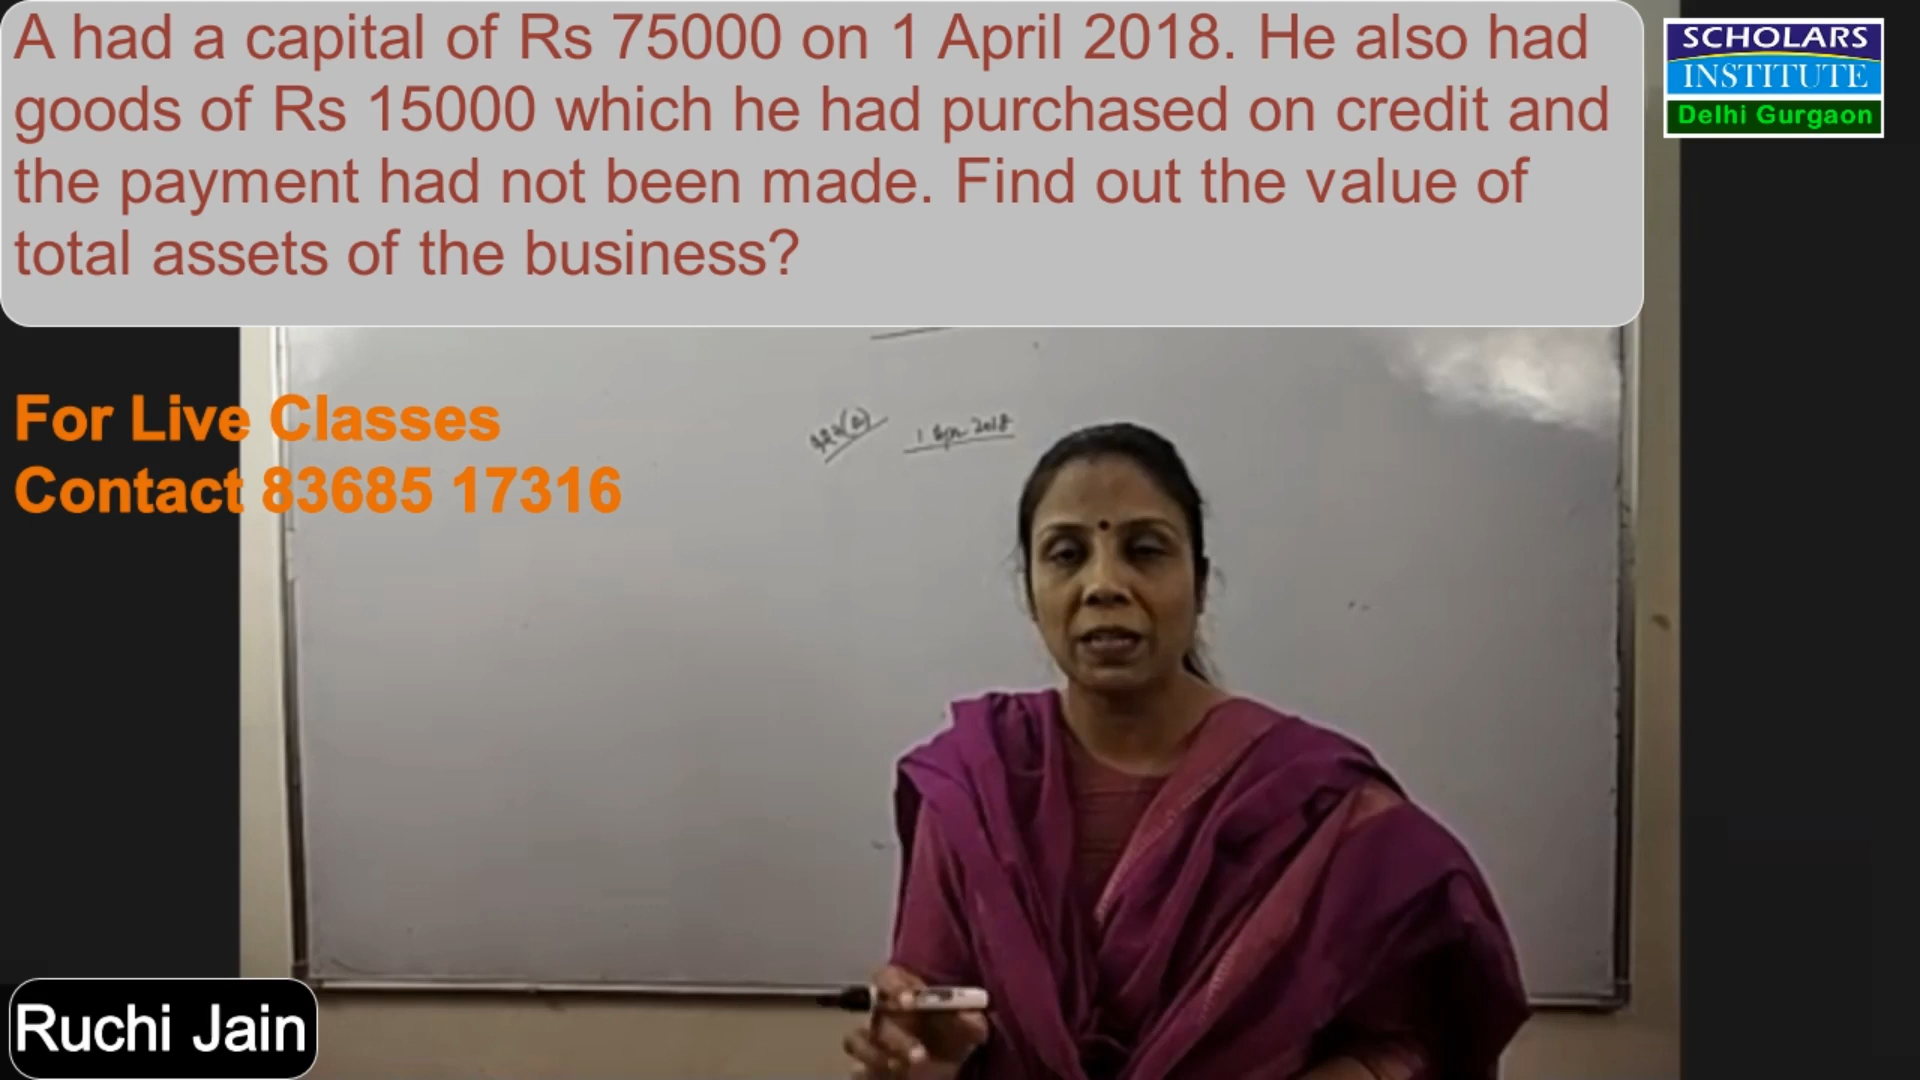 A had a capital of Rs 75000 on 1 April 2018. He also had
goods of Rs 15000 which he had purchased on credit and
the payment had not been made. Find out the value of
total assets of the business?
SCHOLARS
INSTITUTE
Delhi Gurgaon
For Live Classes
Contact 83685 17316
1 Apr 2018
Ruchi Jain